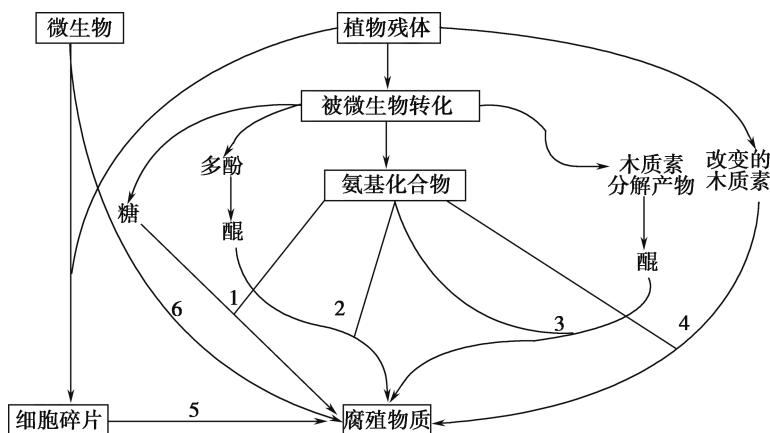 微生物
植物残体
被微生物转化
多酚
木质素
分解产物
改变的
木质素
氨基化合物
糖
醌
醌
1
2
3
4
6
5
细胞碎片
腐殖物质